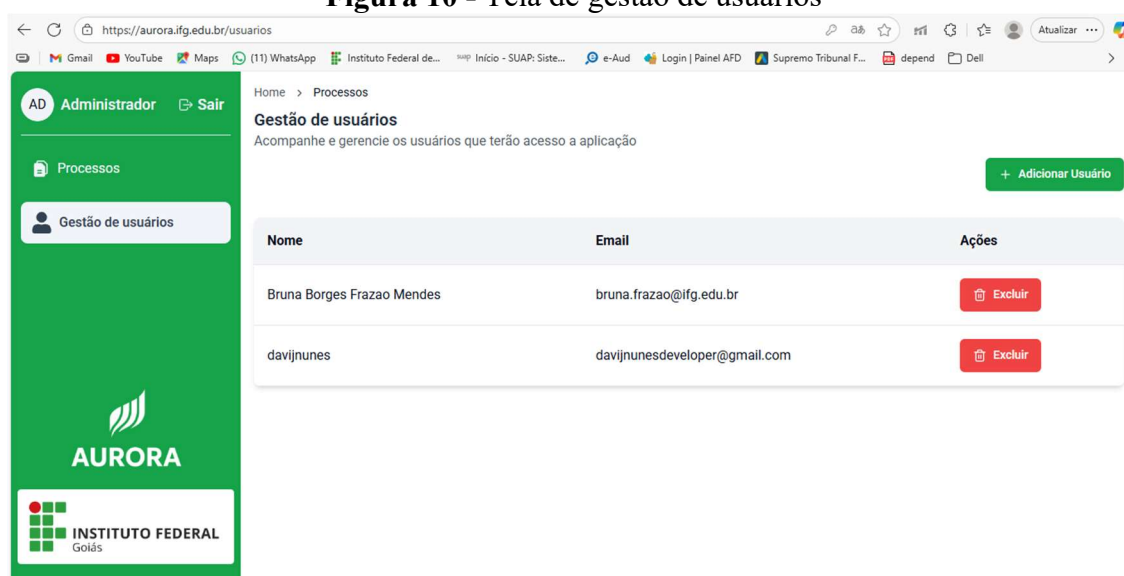 Figura 10 - Tela de gestão de usuários
https://aurora.ifg.edu.br/usuarios
Atualizar
Gmail YouTube Maps (11) WhatsApp Instituto Federal de... Início - SUAP: Siste... e-Aud Login | Painel AFD Supremo Tribunal F... depend Dell
AD Administrador Sair
Home > Processos
Gestão de usuários
Acompanhe e gerencie os usuários que terão acesso a aplicação
Processos
+ Adicionar Usuário
Gestão de usuários
Nome Email Ações
Bruna Borges Frazao Mendes bruna.frazao@ifg.edu.br Excluir
davijnunes davijnunesdeveloper@gmail.com Excluir
AURORA
INSTITUTO FEDERAL
Goiás